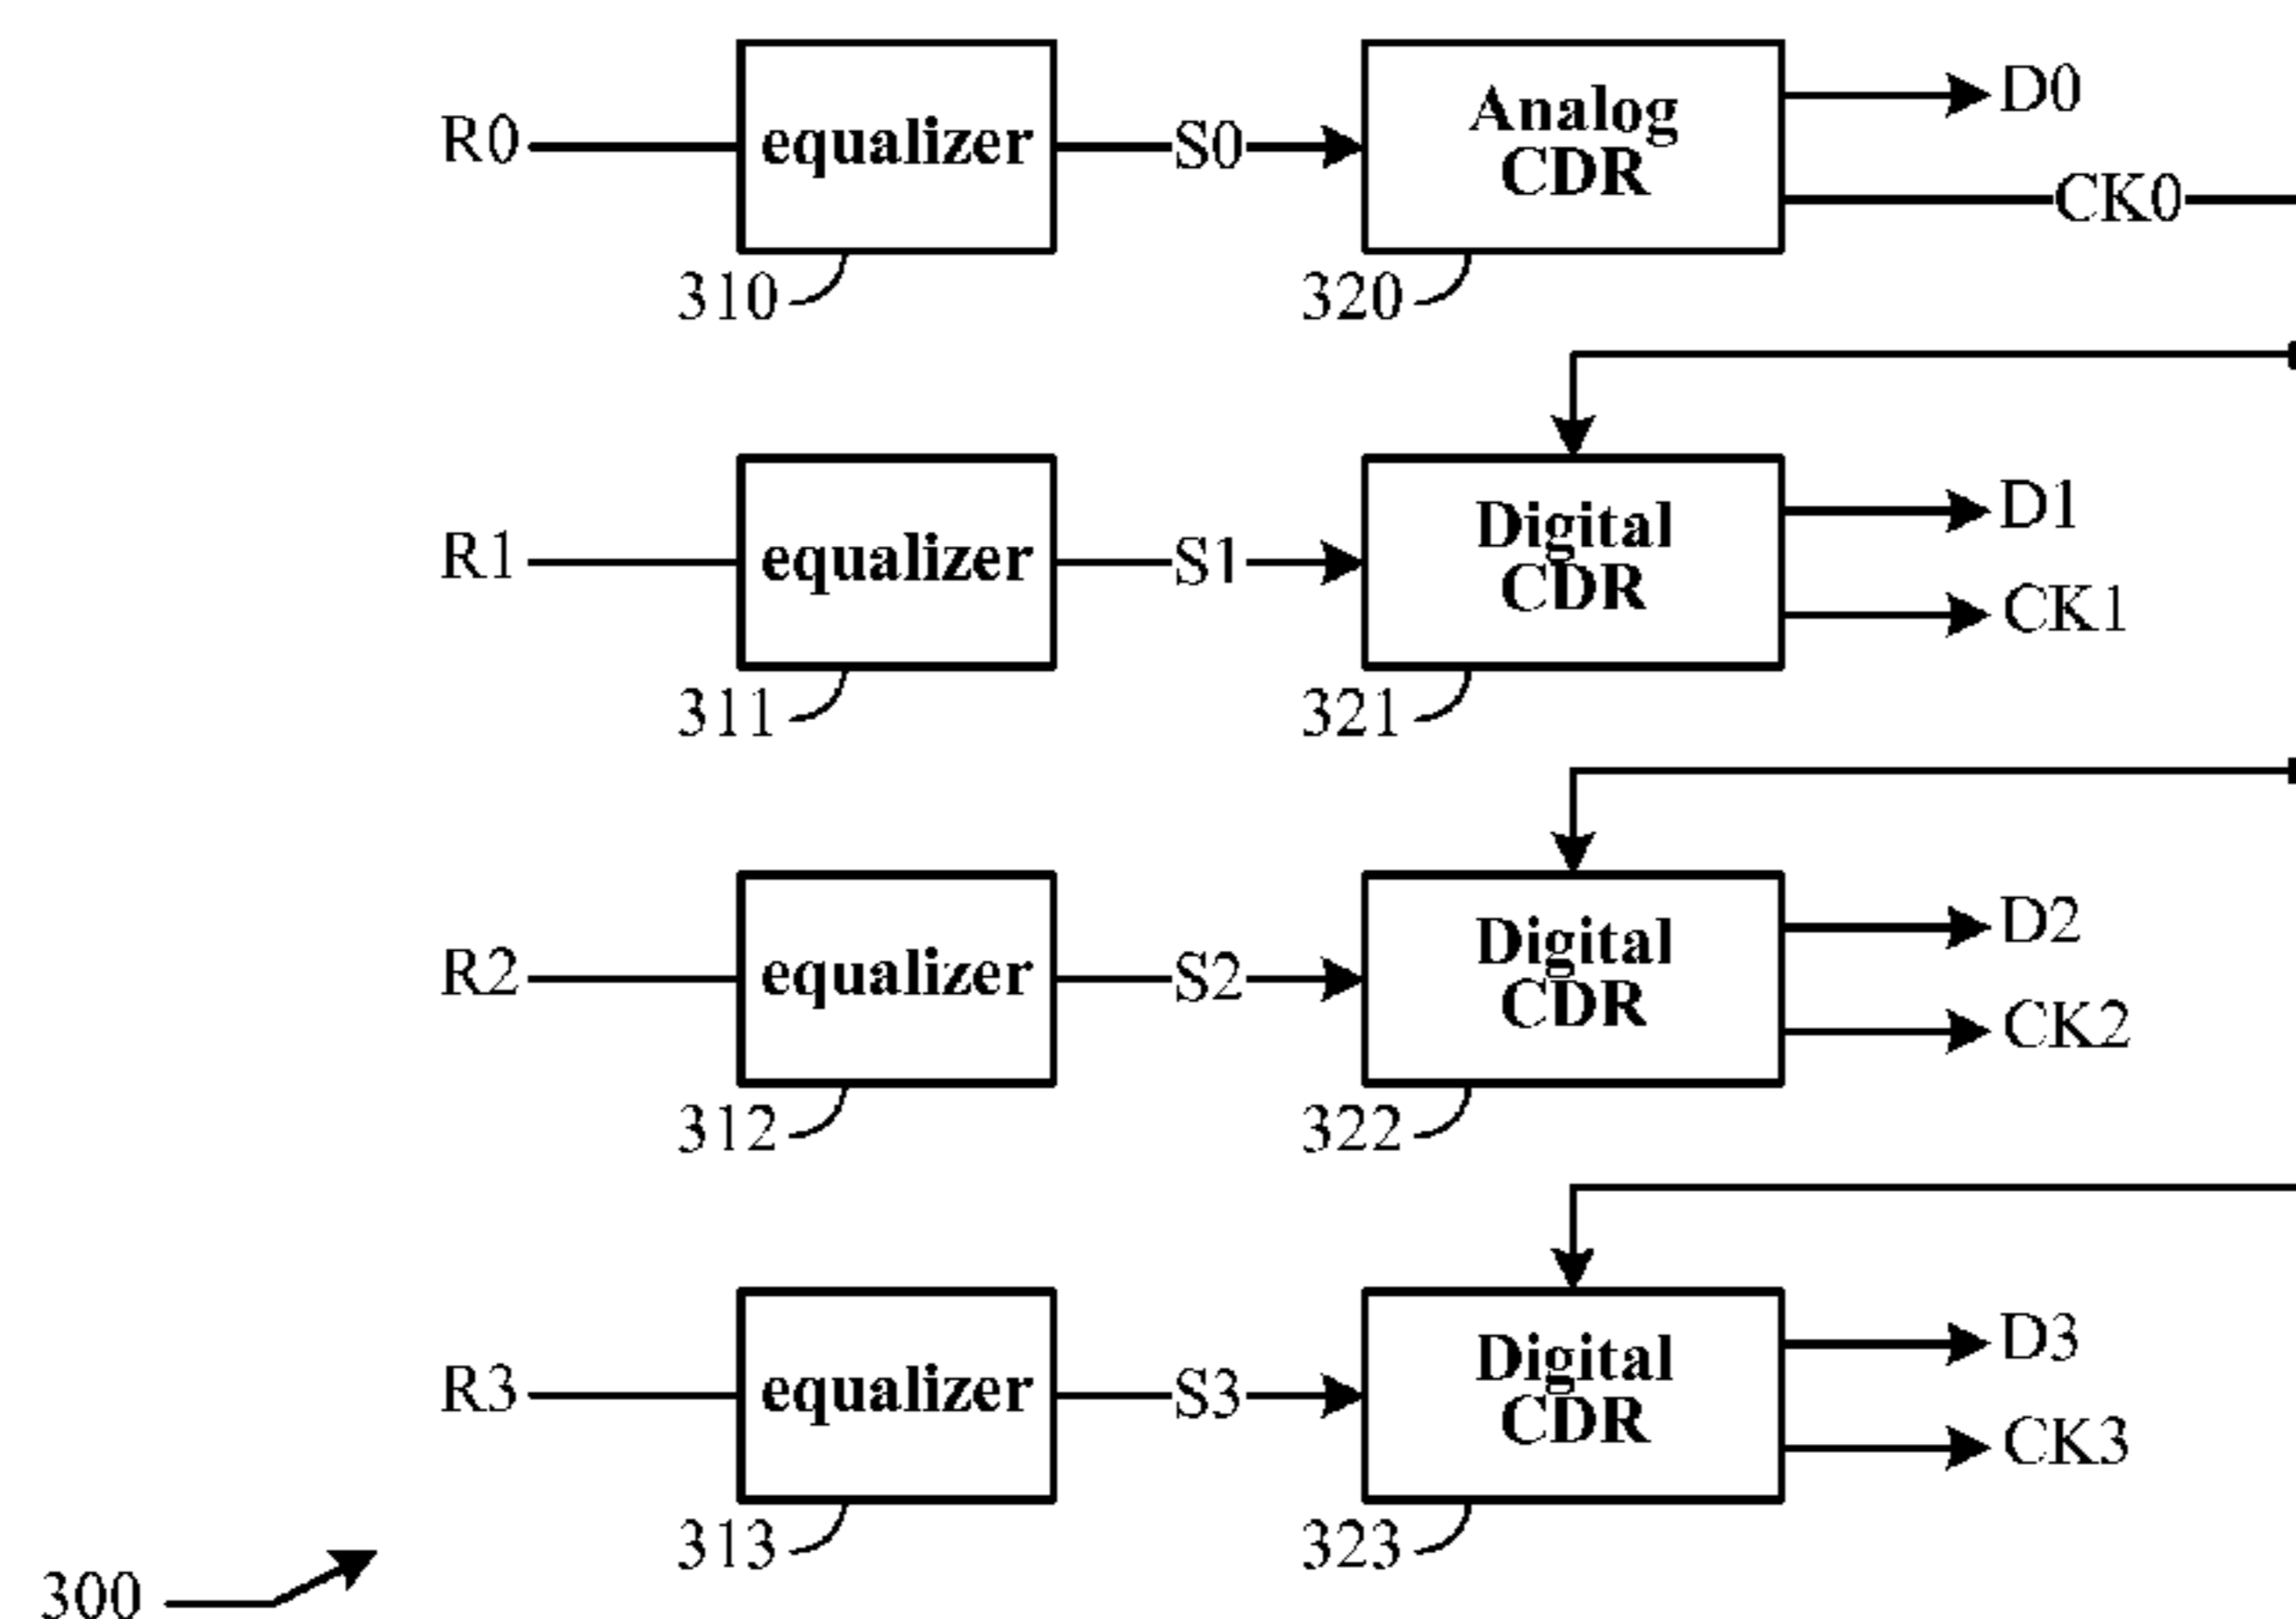 R0
equalizer
S0
Analog
CDR
D0
CK0
310
320
R1
equalizer
S1
Digital
CDR
D1
CK1
311
321
R2
equalizer
S2
Digital
CDR
D2
CK2
312
322
R3
equalizer
S3
Digital
CDR
D3
CK3
313
323
300